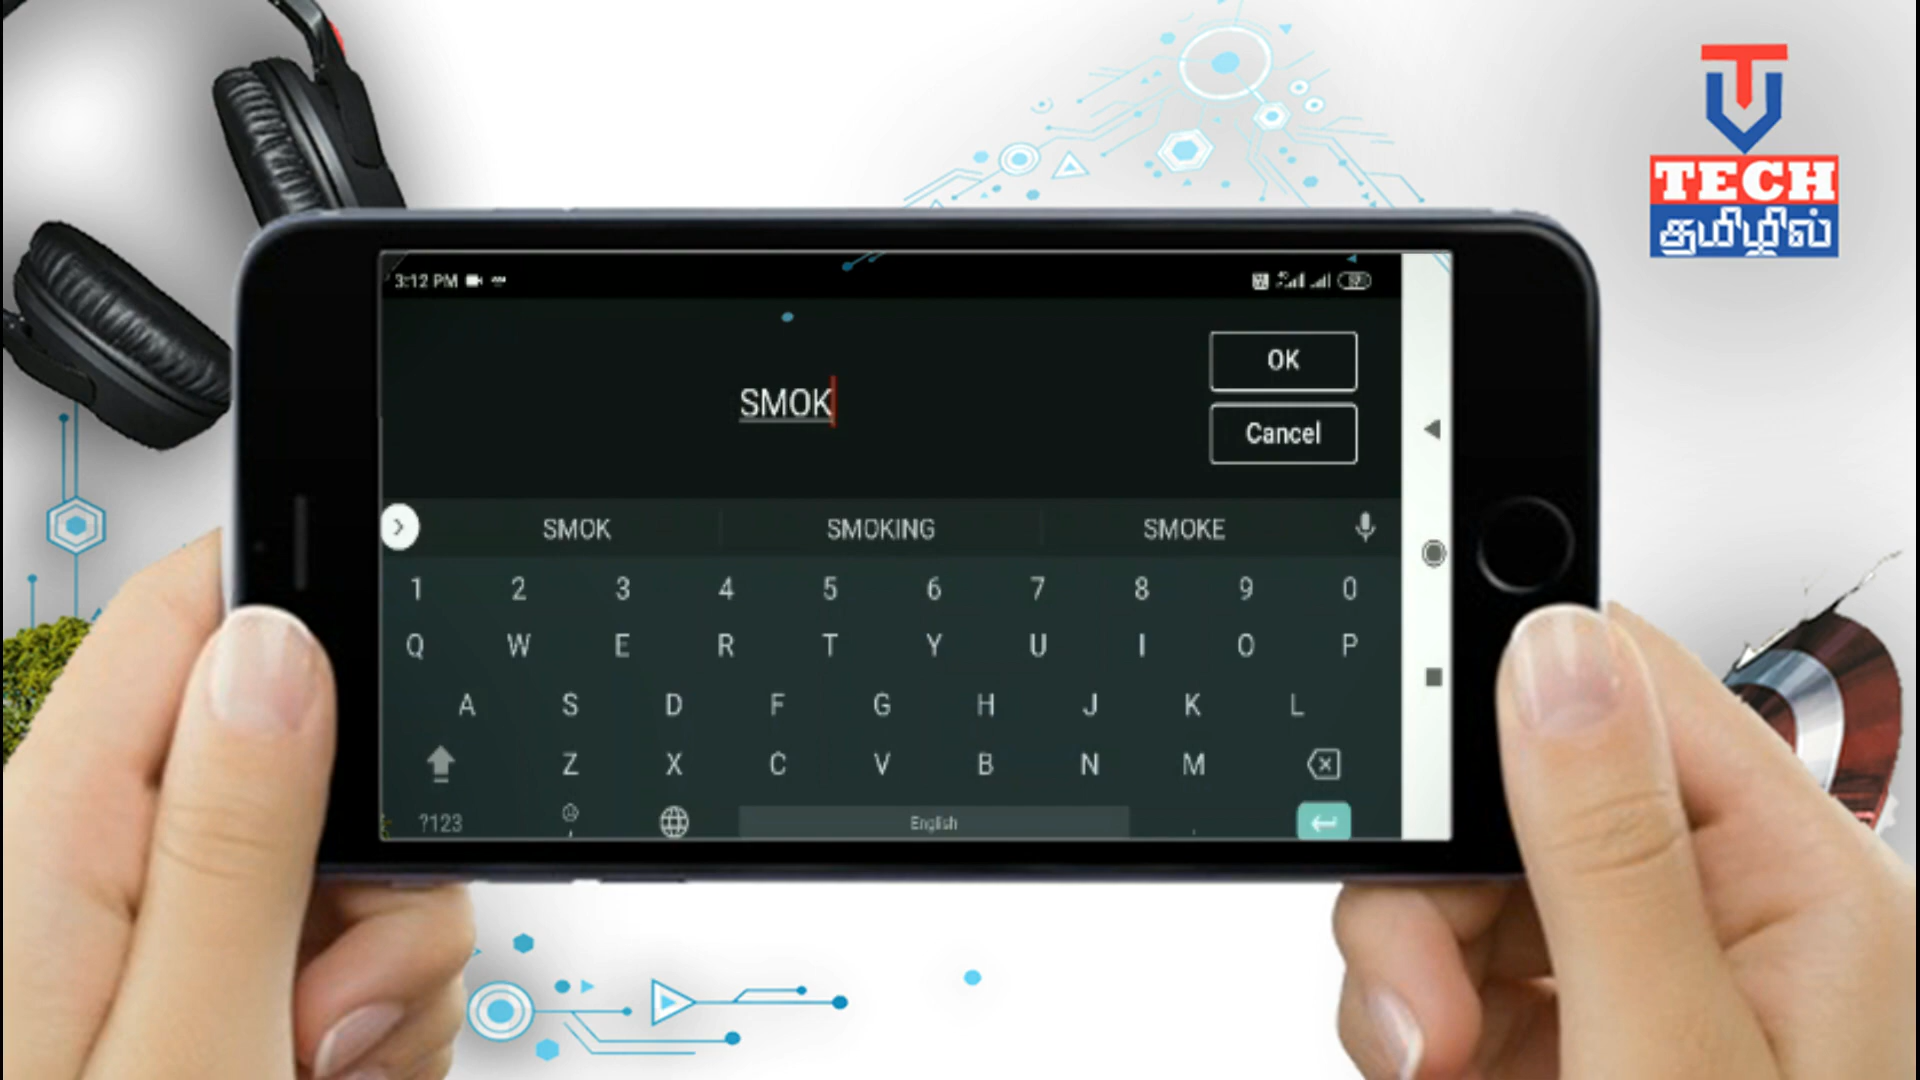 TECH
தமிழில்
3:12 PM
SMOK
OK
Cancel
SMOK SMOKING SMOKE
1 2 3 4 5 6 7 8 9 0
Q W E R T Y U I O P
A S D F G H J K L
Z X C V B N M
?123 , English .